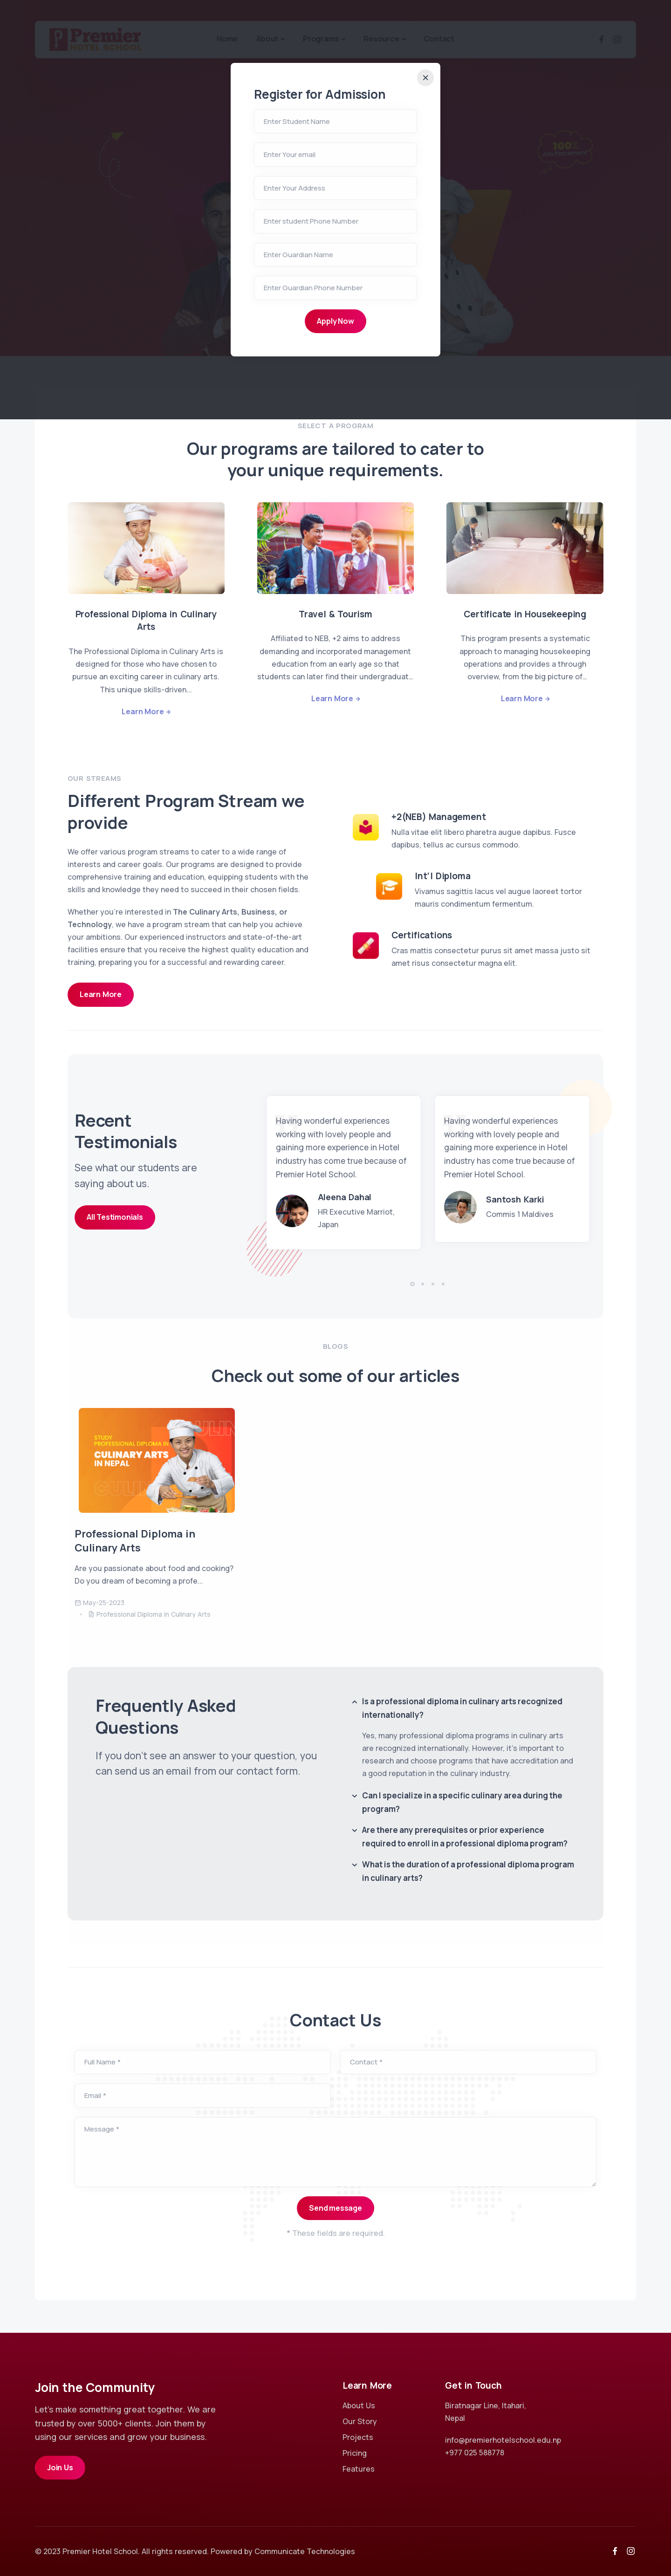 Premier
HOTEL SCHOOL
Home
About
Programs
Resource
Contact
100%
Register for Admission
Enter Student Name
Enter Your email
Enter Your Address
Enter student Phone Number
Enter Guardian Name
Enter Guardian Phone Number
Apply Now
SELECT A PROGRAM
Our programs are tailored to cater to
your unique requirements.
Professional Diploma in Culinary
Arts
The Professional Diploma in Culinary Arts is
designed for those who have chosen to
pursue an exciting career in culinary arts.
This unique skills-driven...
Learn More
Travel & Tourism
Affiliated to NEB, +2 aims to address
demanding and incorporated management
education from an early age so that
students can later find their undergraduat..
Learn More
Certificate in Housekeeping
This program presents a systematic
approach to managing housekeeping
operations and provides a through
overview, from the big picture of..
Learn More
OUR STREAMS
Different Program Stream we
provide
We offer various program streams to cater to a wide range of
interests and career goals. Our programs are designed to provide
comprehensive training and education, equipping students with the
skills and knowledge they need to succeed in their chosen fields.
Whether you're interested in The Culinary Arts, Business, or
Technology, we have a program stream that can help you achieve
your ambitions. Our experienced instructors and state-of-the-art
facilities ensure that you receive the highest quality education and
training, preparing you for a successful and rewarding career.
Learn More
+2(NEB) Management
Nulla vitae elit libero pharetra augue dapibus. Fusce
dapibus, tellus ac cursus commodo.
Int'l Diploma
Vivamus sagittis lacus vel augue laoreet tortor
mauris condimentum fermentum.
Certifications
Cras mattis consectetur purus sit amet massa justo sit
amet risus consectetur magna elit.
Recent
Testimonials
See what our students are
saying about us.
All Testimonials
Having wonderful experiences
working with lovely people and
gaining more experience in Hotel
industry has come true because of
Premier Hotel School.
Aleena Dahal
HR Executive Marriot,
Japan
Having wonderful experiences
working with lovely people and
gaining more experience in Hotel
industry has come true because of
Premier Hotel School.
Santosh Karki
Commis 1 Maldives
BLOGS
Check out some of our articles
STUDY
PROFESSIONAL DIPLOMA IN
CULINARY ARTS
IN NEPAL
Professional Diploma in
Culinary Arts
Are you passionate about food and cooking?
Do you dream of becoming a profe...
May-25-2023
Professional Diploma in Culinary Arts
Frequently Asked
Questions
If you don't see an answer to your question, you
can send us an email from our contact form.
Is a professional diploma in culinary arts recognized
internationally?
Yes, many professional diploma programs in culinary arts
are recognized internationally. However, it's important to
research and choose programs that have accreditation and
a good reputation in the culinary industry.
Can I specialize in a specific culinary area during the
program?
Are there any prerequisites or prior experience
required to enroll in a professional diploma program?
What is the duration of a professional diploma program
in culinary arts?
Contact Us
Full Name *
Contact *
Email *
Message *
Send message
* These fields are required.
Join the Community
Let's make something great together. We are
trusted by over 5000+ clients. Join them by
using our services and grow your business.
Join Us
Learn More
About Us
Our Story
Projects
Pricing
Features
Get in Touch
Biratnagar Line, Itahari,
Nepal
info@premierhotelschool.edu.np
+977 025 588778
© 2023 Premier Hotel School. All rights reserved. Powered by Communicate Technologies